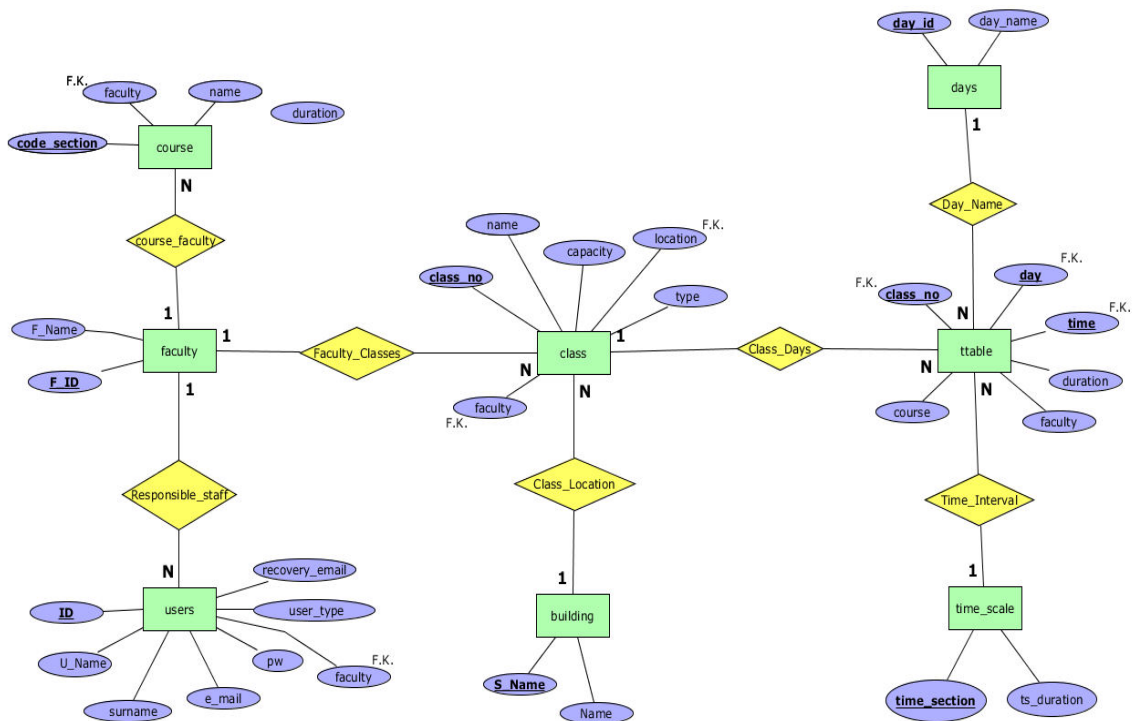 day_id
day_name
F.K.
faculty
name
duration
days
code_section
course
1
N
Day_Name
course_faculty
name
capacity
location
F.K.
class_no
type
F.K.
class_no
day
F.K.
time
F.K.
F_Name
1
1
faculty
Faculty_Classes
class
1
Class_Days
N
ttable
F_ID
1
N
N
N
N
duration
faculty
F.K.
course
faculty
Responsible_staff
Class_Location
Time_Interval
N
recovery_email
1
1
ID
users
user_type
building
time_scale
U_Name
pw
faculty
F.K.
surname
e_mail
S_Name
Name
time_section
ts_duration